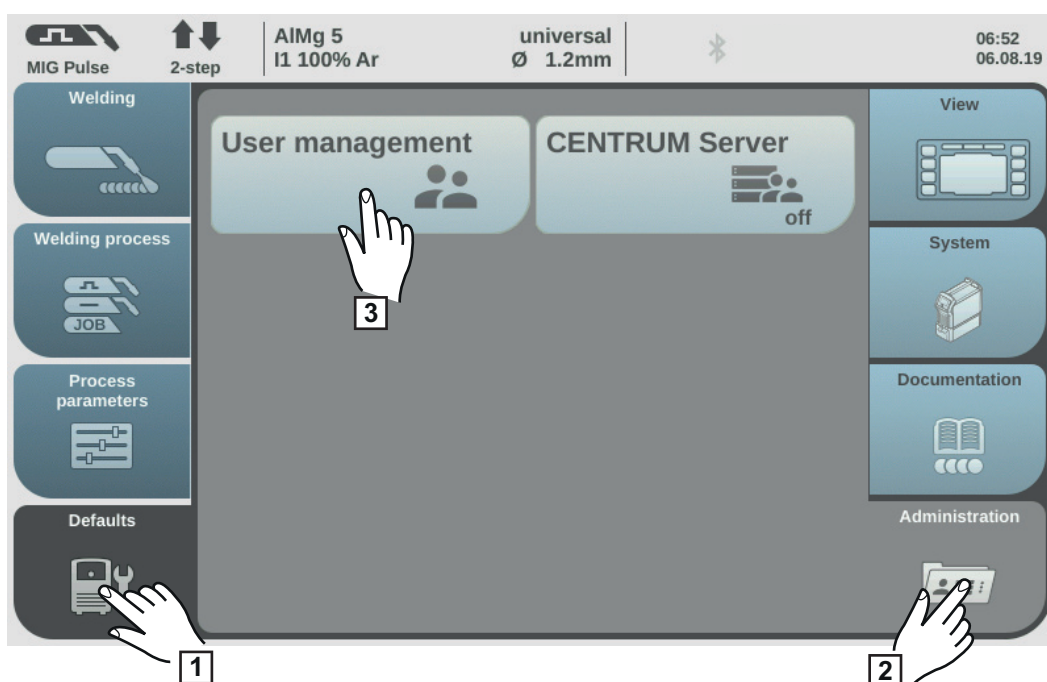 MIG Pulse
2-step
AlMg 5
I1 100% Ar
universal
Ø 1.2mm
06:52
06.08.19
Welding
Welding process
JOB
Process
parameters
Defaults
User management
CENTRUM Server
off
3
View
System
Documentation
Administration
1
2